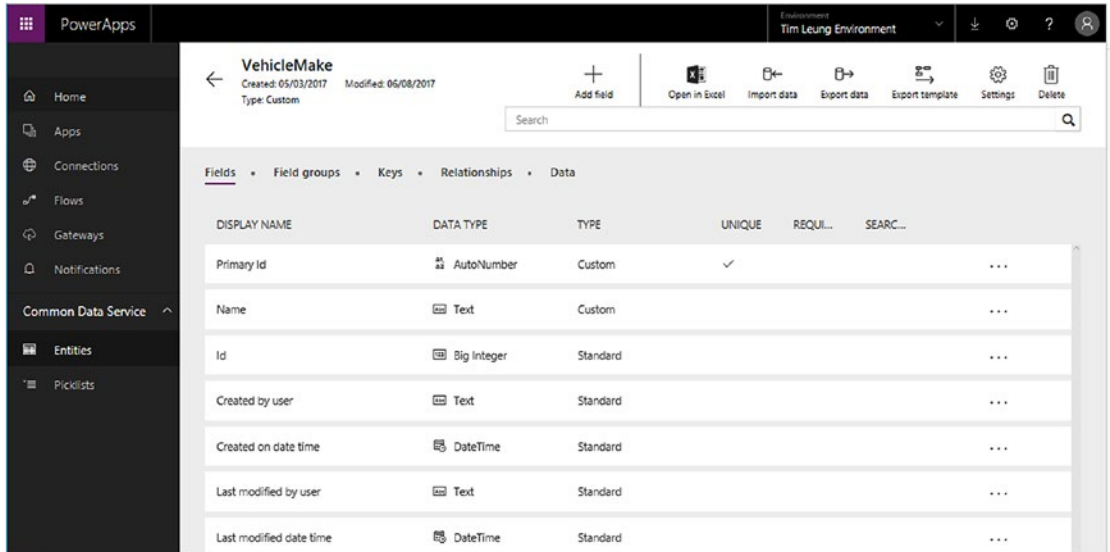 PowerApps
Environment
Tim Leung Environment
?
Home
Apps
Connections
Flows
Gateways
Notifications
Common Data Service
Entities
Picklists
VehicleMake
Created: 05/03/2017 Modified: 06/08/2017
Type: Custom
Add field
Open in Excel
Import data
Export data
Export template
Settings
Delete
Search
Fields • Field groups • Keys • Relationships • Data
DISPLAY NAME DATA TYPE TYPE UNIQUE REQUI... SEARC...
Primary Id AutoNumber Custom ...
Name Text Custom ...
Id Big Integer Standard ...
Created by user Text Standard ...
Created on date time DateTime Standard ...
Last modified by user Text Standard ...
Last modified date time DateTime Standard ...